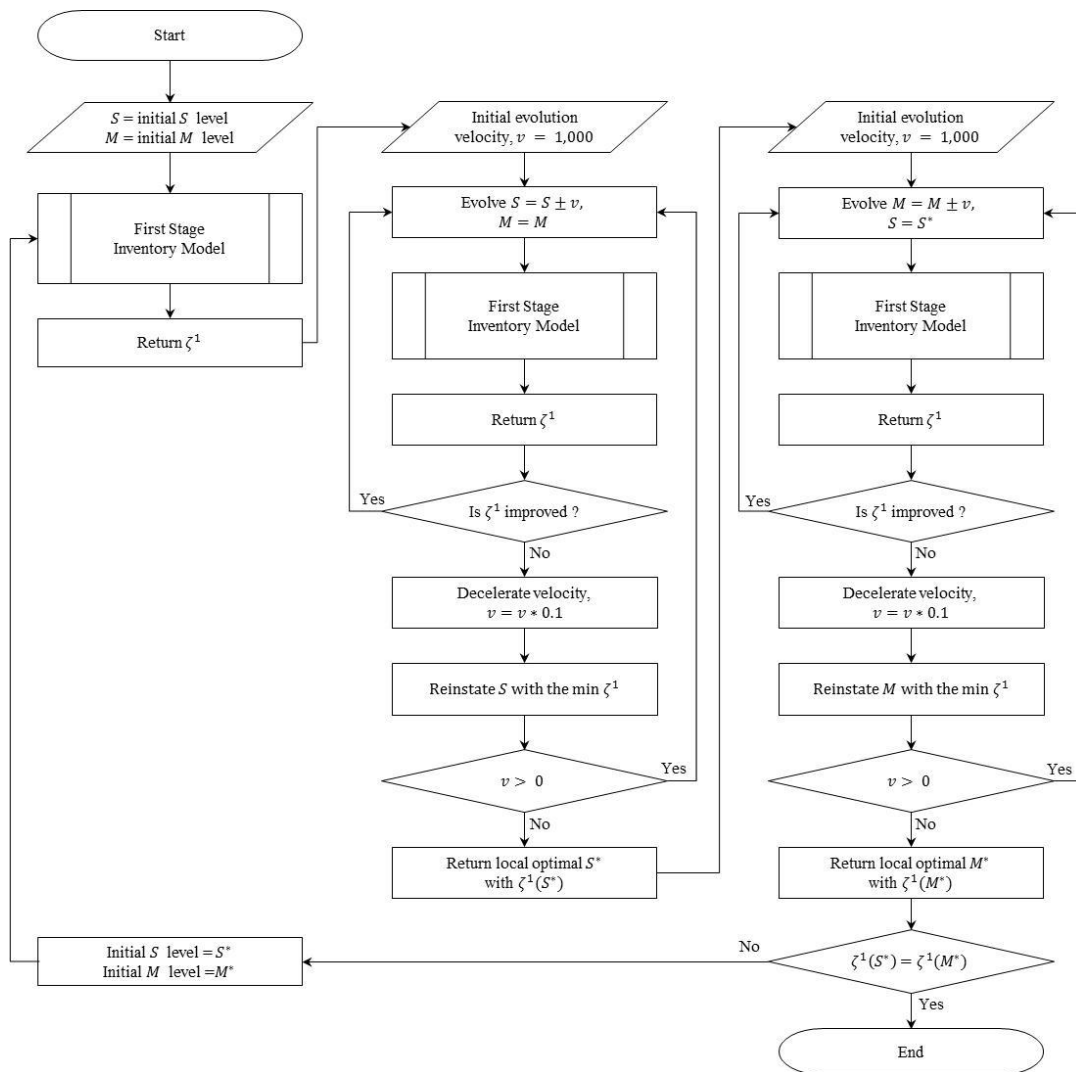 Start
S = initial S level
M = initial M level
First Stage
Inventory Model
Return ζ¹
Initial evolution
velocity, v = 1,000
Evolve S = S ± v,
M = M
First Stage
Inventory Model
Return ζ¹
Is ζ¹ improved ?
Yes
No
Decelerate velocity,
v = v * 0.1
Reinstate S with the min ζ¹
v > 0
Yes
No
Return local optimal S*
with ζ¹(S*)
Initial evolution
velocity, v = 1,000
Evolve M = M ± v,
S = S*
First Stage
Inventory Model
Return ζ¹
Is ζ¹ improved ?
Yes
No
Decelerate velocity,
v = v * 0.1
Reinstate M with the min ζ¹
v > 0
Yes
No
Return local optimal M*
with ζ¹(M*)
ζ¹(S*) = ζ¹(M*)
No
Yes
Initial S level =S*
Initial M level =M*
End